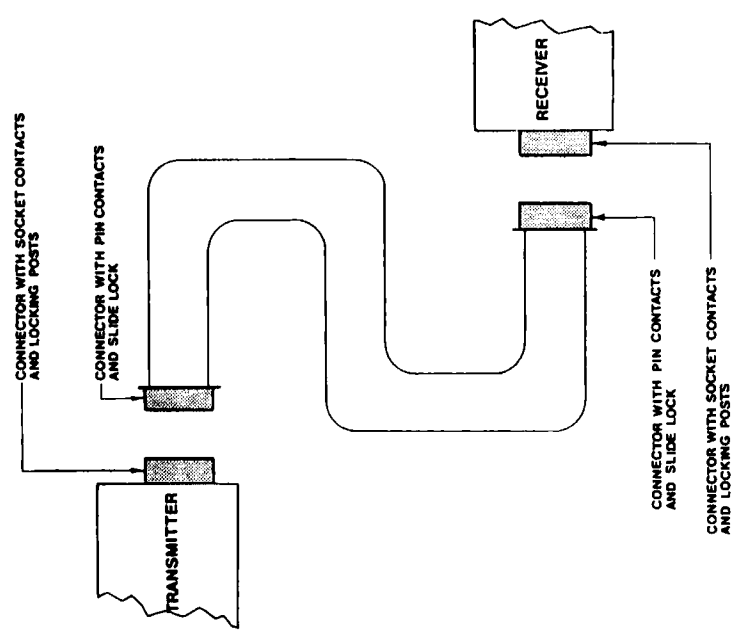 CONNECTOR WITH SOCKET CONTACTS
AND LOCKING POSTS
CONNECTOR WITH PIN CONTACTS
AND SLIDE LOCK
TRANSMITTER
RECEIVER
CONNECTOR WITH PIN CONTACTS
AND SLIDE LOCK
CONNECTOR WITH SOCKET CONTACTS
AND LOCKING POSTS